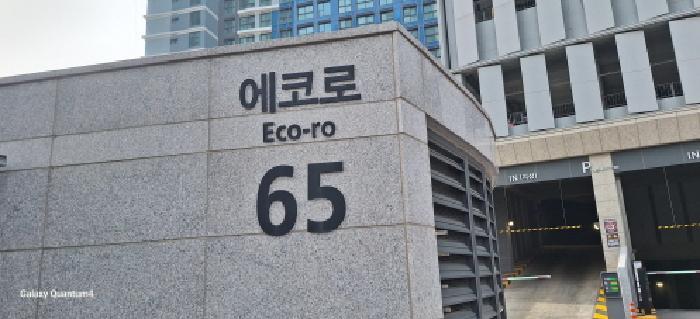 에코로
Eco-ro
65
IN
P
IN
Galaxy Quantum4